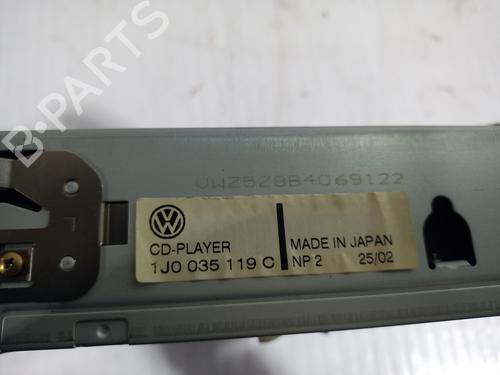 VWZ5Z8B4069122
CD-PLAYER
1J0 035 119 C
MADE IN JAPAN
NP 2 25/02
B-PARTS